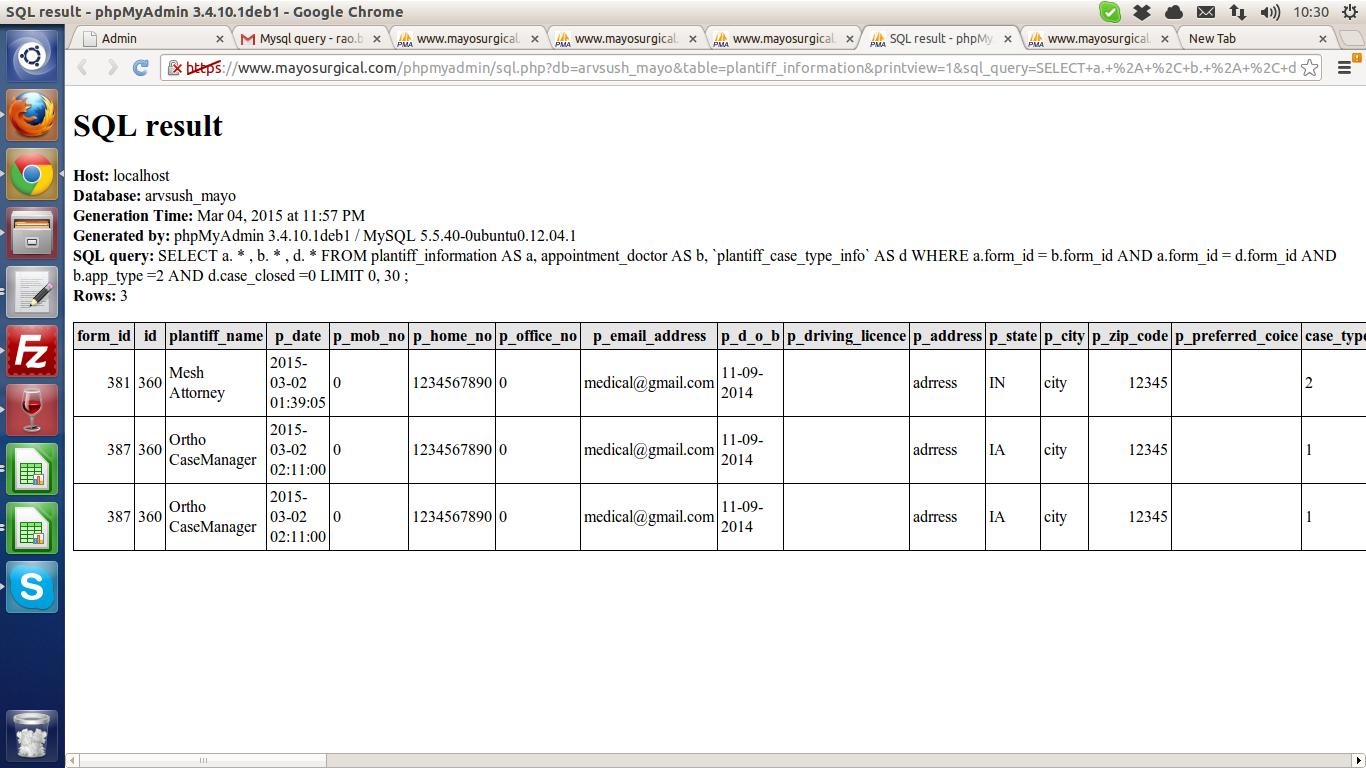 SQL result - phpMyAdmin 3.4.10.1deb1 - Google Chrome
10:30
Admin
Mysql query - rao.b
www.mayosurgical.
www.mayosurgical.
www.mayosurgical.
SQL result - phpMy
www.mayosurgical.
New Tab
https://www.mayosurgical.com/phpmyadmin/sql.php?db=arvsush_mayo&table=plantiff_information&printview=1&sql_query=SELECT+a.+%2A+%2C+b.+%2A+%2C+d
SQL result
Host: localhost
Database: arvsush_mayo
Generation Time: Mar 04, 2015 at 11:57 PM
Generated by: phpMyAdmin 3.4.10.1deb1 / MySQL 5.5.40-0ubuntu0.12.04.1
SQL query: SELECT a. * , b. * , d. * FROM plantiff_information AS a, appointment_doctor AS b, `plantiff_case_type_info` AS d WHERE a.form_id = b.form_id AND a.form_id = d.form_id AND
b.app_type =2 AND d.case_closed =0 LIMIT 0, 30 ;
Rows: 3
form_id id plantiff_name p_date p_mob_no p_home_no p_office_no p_email_address p_d_o_b p_driving_licence p_address p_state p_city p_zip_code p_preferred_coice case_type
381 360 Mesh Attorney 2015-03-02 01:39:05 0 1234567890 0 medical@gmail.com 11-09-2014 adrress IN city 12345 2
387 360 Ortho CaseManager 2015-03-02 02:11:00 0 1234567890 0 medical@gmail.com 11-09-2014 adrress IA city 12345 1
387 360 Ortho CaseManager 2015-03-02 02:11:00 0 1234567890 0 medical@gmail.com 11-09-2014 adrress IA city 12345 1